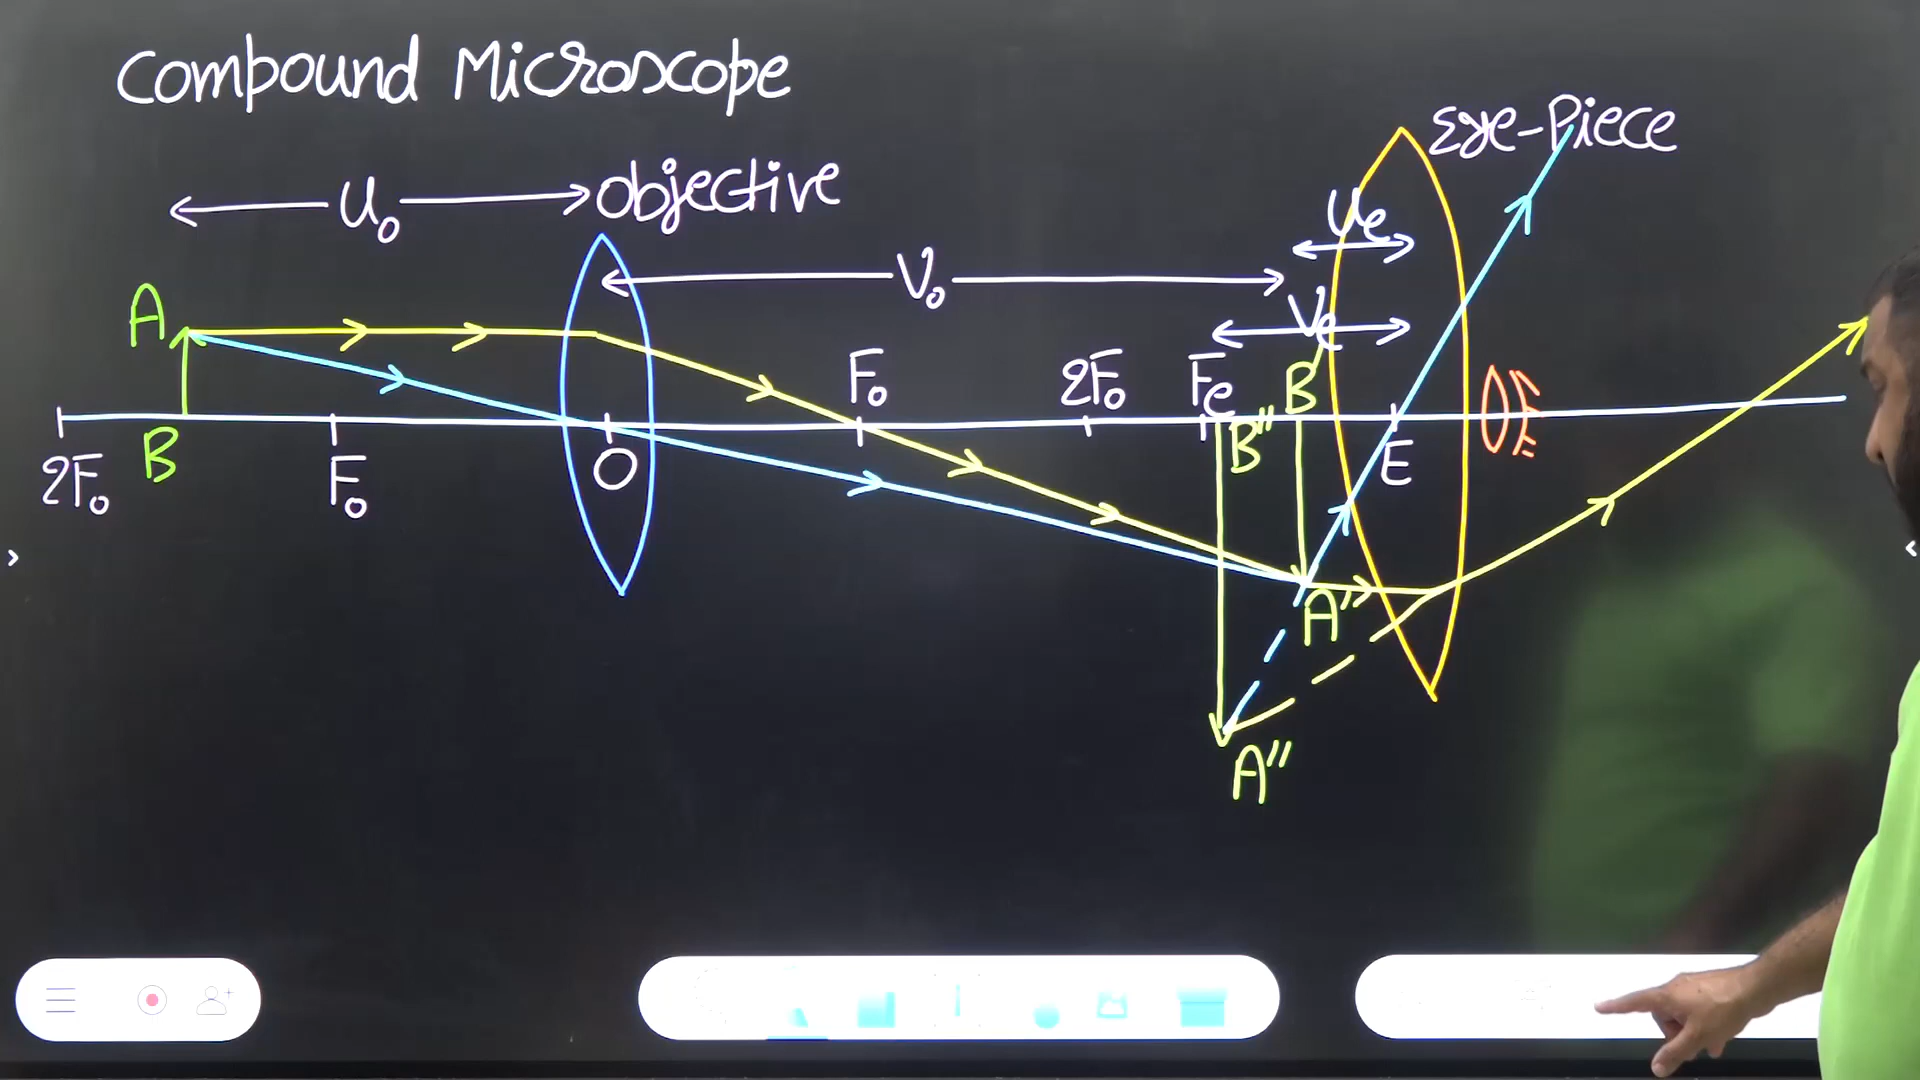 Compound Microscope
Eye-Piece
U₀
Objective
Uₑ
V₀
Vₑ
A
F₀
2F₀
Fₑ
B'
B
B"
2F₀
F₀
O
E
A'
A"